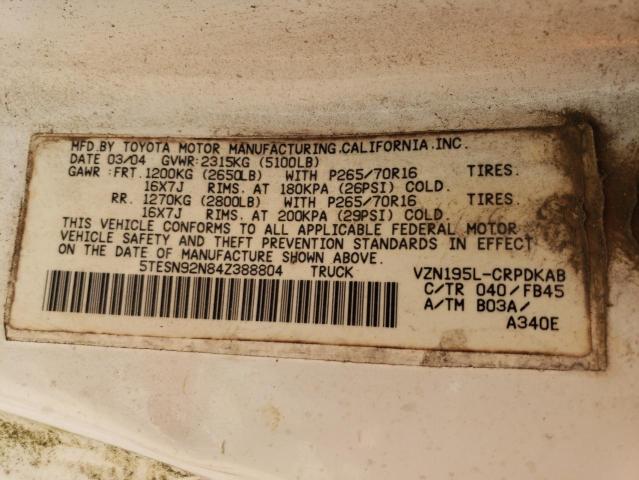 MFD.BY TOYOTA MOTOR MANUFACTURING,CALIFORNIA,INC.
DATE 03/04 GVWR:2315KG (5100LB)
GAWR:FRT.1200KG (2650LB) WITH P265/70R16 TIRES.
16X7J RIMS. AT 180KPA (26PSI) COLD.
RR. 1270KG (2800LB) WITH P265/70R16 TIRES.
16X7J RIMS. AT 200KPA (29PSI) COLD.
THIS VEHICLE CONFORMS TO ALL APPLICABLE FEDERAL MOTOR
VEHICLE SAFETY AND THEFT PREVENTION STANDARDS IN EFFECT
ON THE DATE OF MANUFACTURE SHOWN ABOVE.
5TESN92N84Z388804 TRUCK VZN195L-CRPDKAB
C/TR 040/FB45
A/TM B03A/
A340E